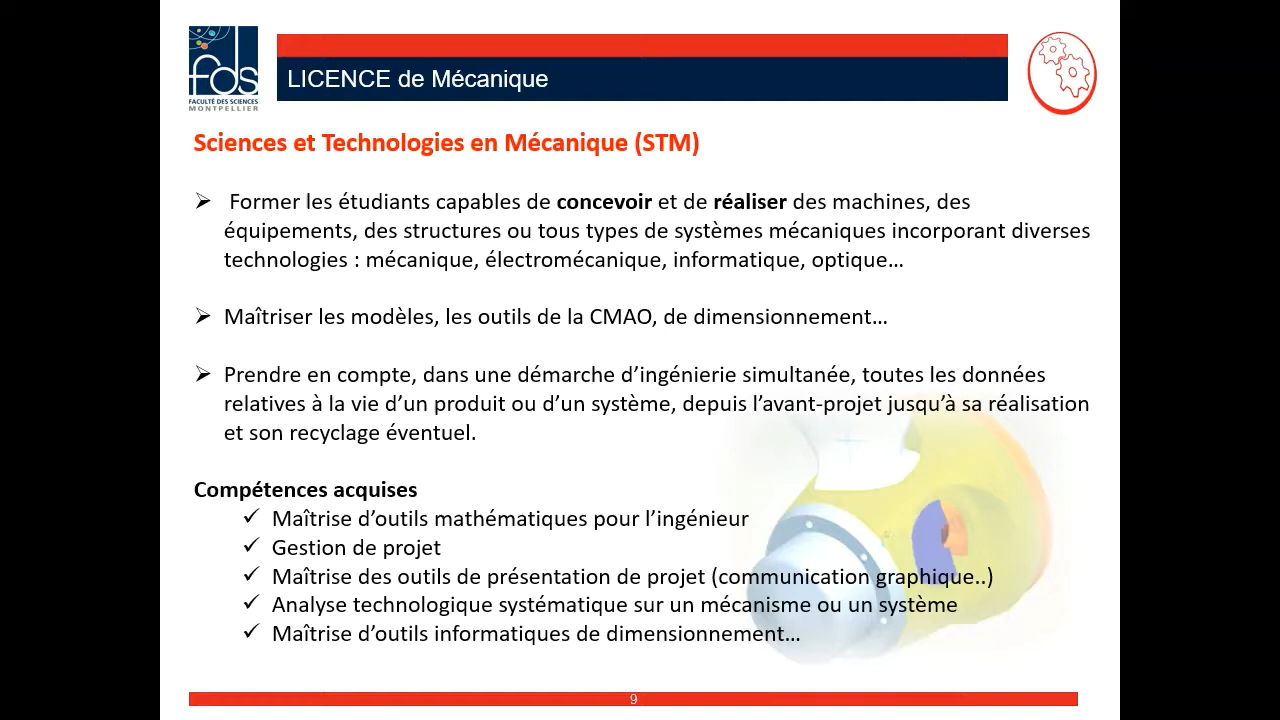 fds
FACULTÉ DES SCIENCES
MONTPELLIER
LICENCE de Mécanique
Sciences et Technologies en Mécanique (STM)
➢ Former les étudiants capables de concevoir et de réaliser des machines, des
équipements, des structures ou tous types de systèmes mécaniques incorporant diverses
technologies : mécanique, électromécanique, informatique, optique…
➢ Maîtriser les modèles, les outils de la CMAO, de dimensionnement…
➢ Prendre en compte, dans une démarche d’ingénierie simultanée, toutes les données
relatives à la vie d’un produit ou d’un système, depuis l’avant-projet jusqu’à sa réalisation
et son recyclage éventuel.
Compétences acquises
✓ Maîtrise d’outils mathématiques pour l’ingénieur
✓ Gestion de projet
✓ Maîtrise des outils de présentation de projet (communication graphique..)
✓ Analyse technologique systématique sur un mécanisme ou un système
✓ Maîtrise d’outils informatiques de dimensionnement…
9